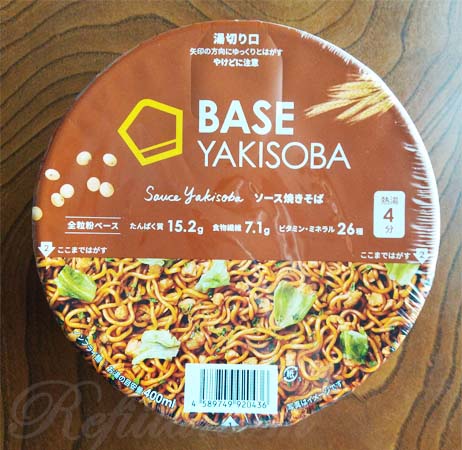 湯切り口
矢印の方向にゆっくりとはがす
やけどに注意
BASE
YAKISOBA
Sauce Yakisoba ソース焼きそば
熱湯
4
分
全粒粉ベース たんぱく質 15.2g 食物繊維 7.1g ビタミン・ミネラル 26種
2 ここまではがす
ここまではがす 2
400ml
4 589749 920436